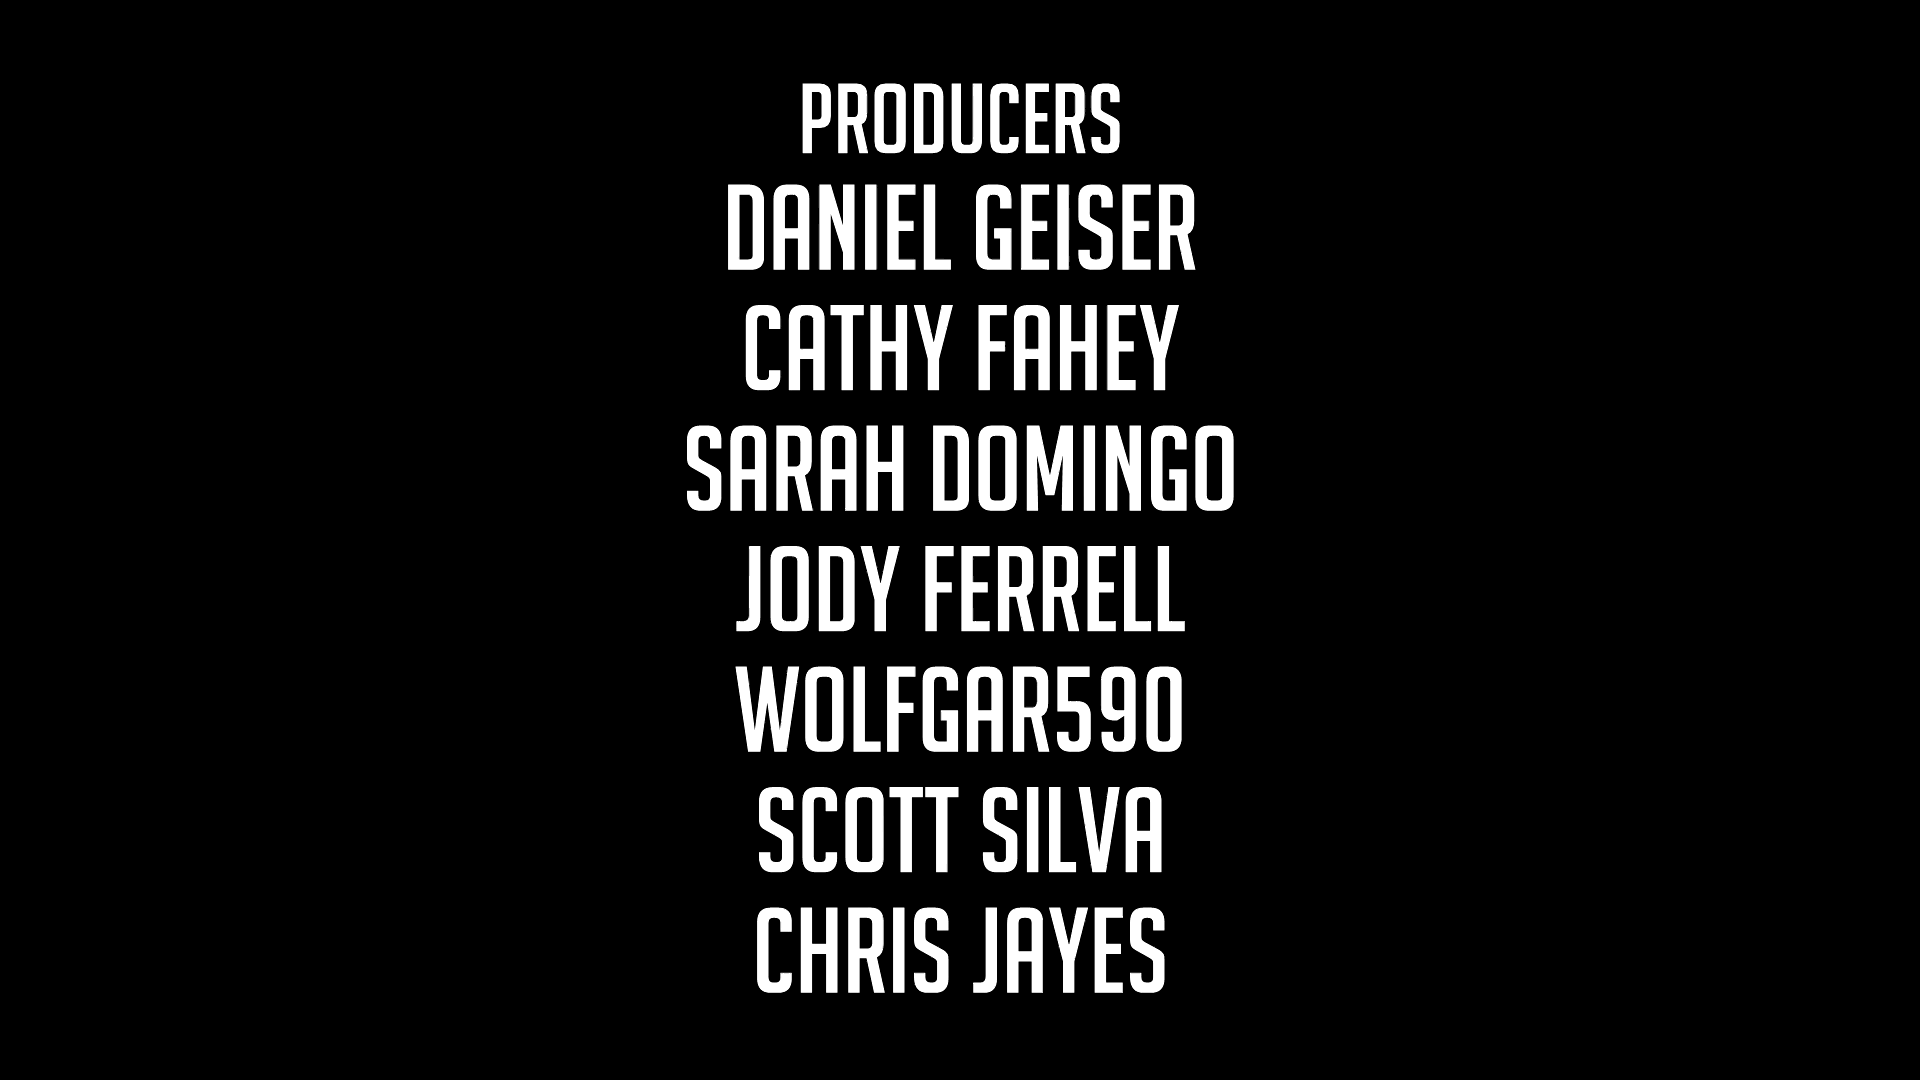 PRODUCERS
DANIEL GEISER
CATHY FAHEY
SARAH DOMINGO
JODY FERRELL
WOLFGAR590
SCOTT SILVA
CHRIS JAYES